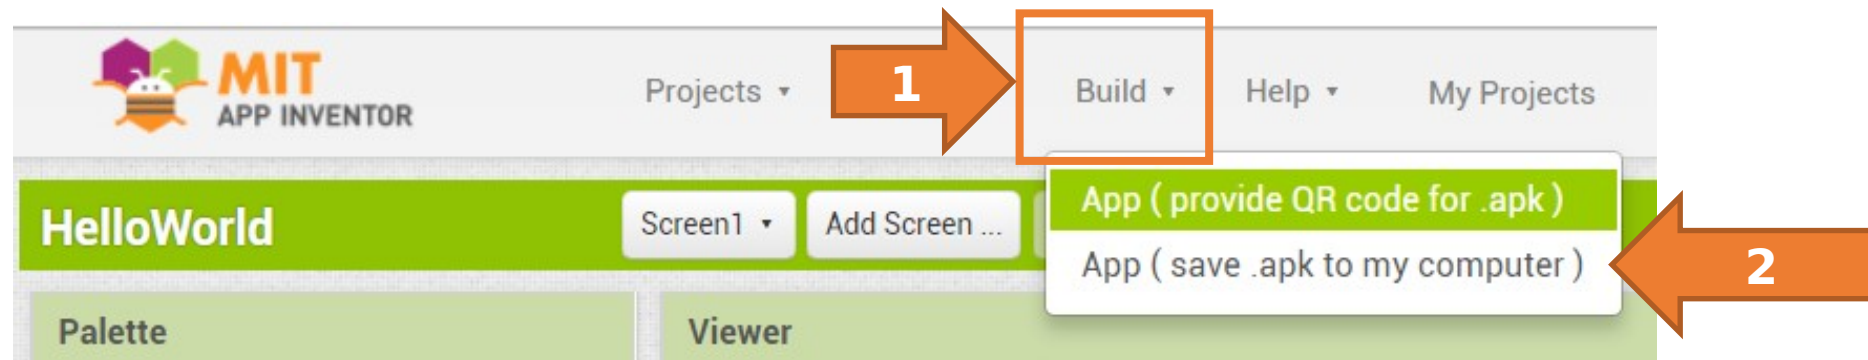 MIT
APP INVENTOR
Projects
1
Build
Help
My Projects
HelloWorld
Screen1
Add Screen ...
App ( provide QR code for .apk )
App ( save .apk to my computer )
2
Palette
Viewer